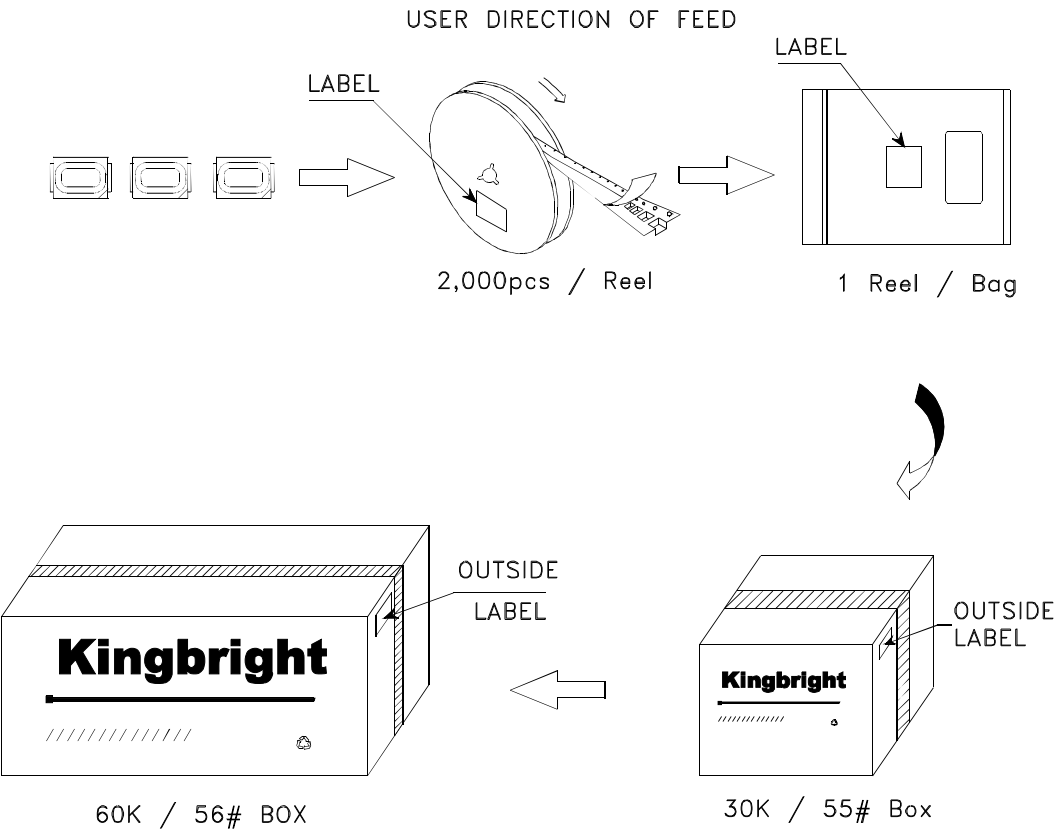 USER DIRECTION OF FEED
LABEL
LABEL
2,000pcs / Reel
1 Reel / Bag
OUTSIDE
LABEL
Kingbright
60K / 56# BOX
OUTSIDE
LABEL
Kingbright
30K / 55# Box